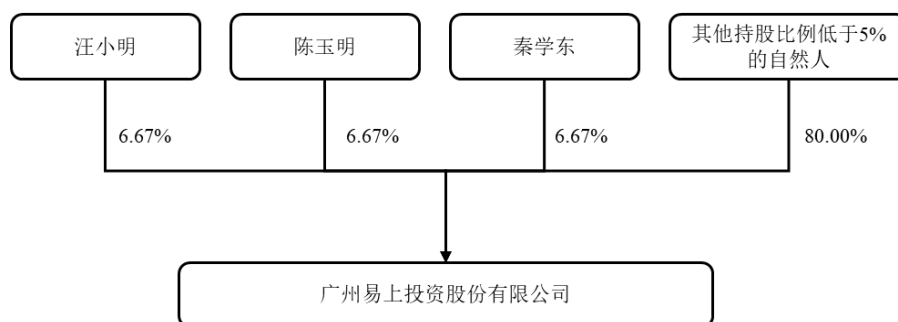 汪小明
陈玉明
秦学东
其他持股比例低于5%
的自然人
6.67%
6.67%
6.67%
80.00%
广州易上投资股份有限公司